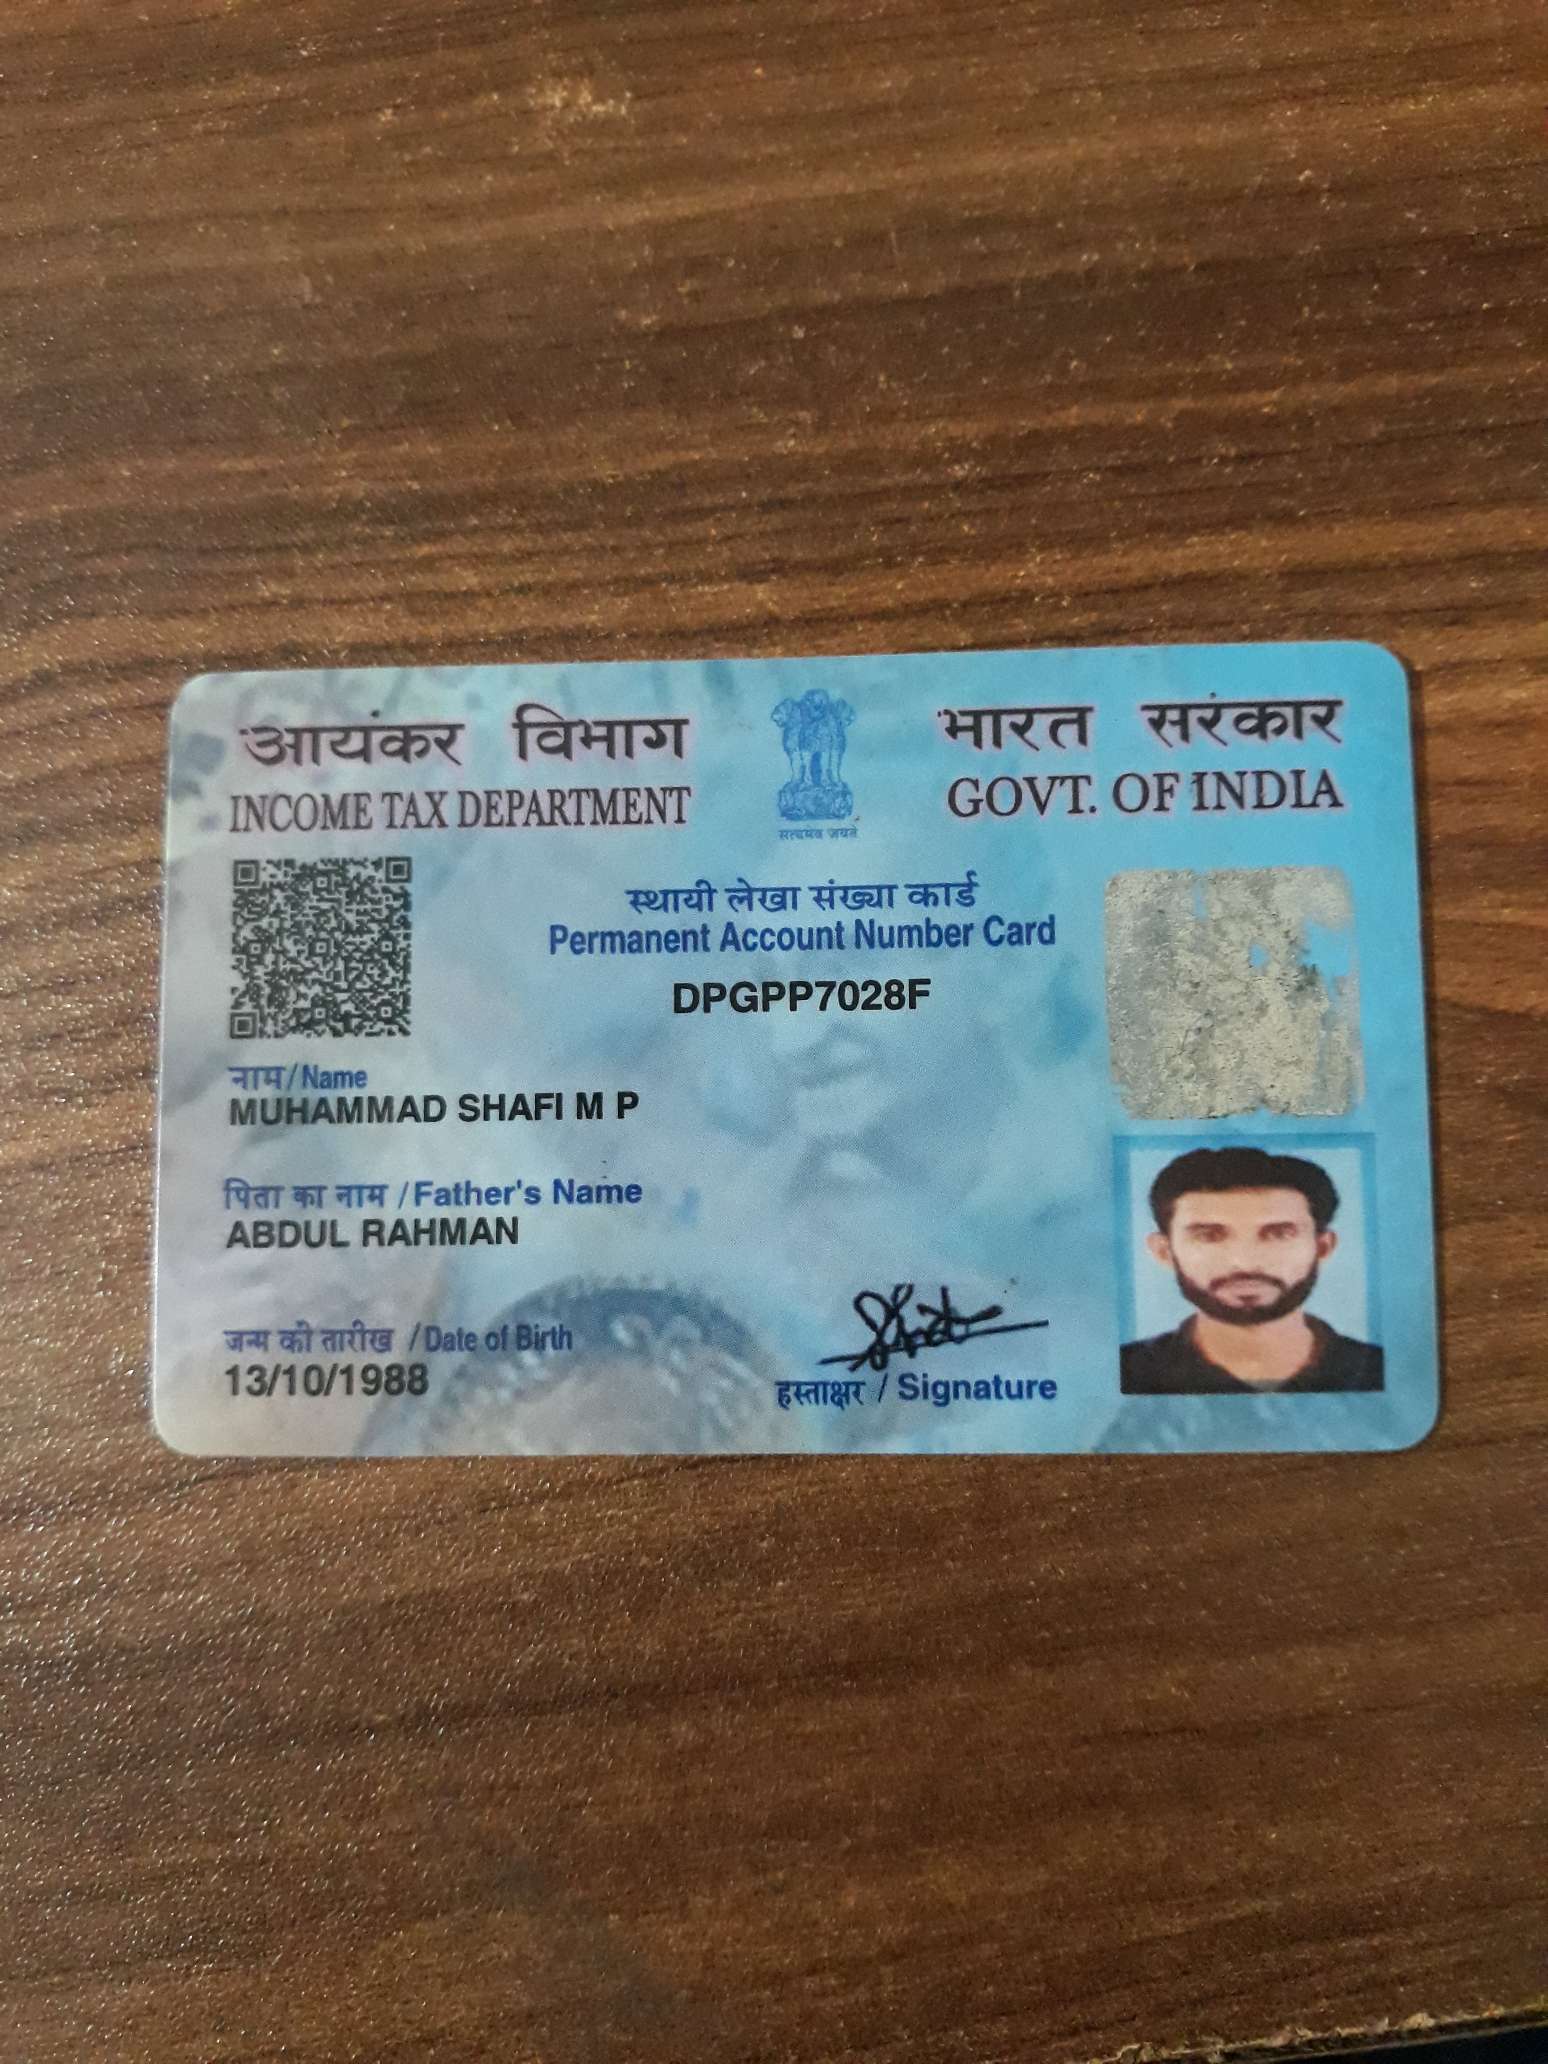 आयकर विभाग
INCOME TAX DEPARTMENT
भारत सरकार
GOVT. OF INDIA
सत्यमेव जयते
स्थायी लेखा संख्या कार्ड
Permanent Account Number Card
DPGPP7028F
नाम/Name
MUHAMMAD SHAFI M P
पिता का नाम /Father's Name
ABDUL RAHMAN
जन्म की तारीख /Date of Birth
13/10/1988
हस्ताक्षर / Signature